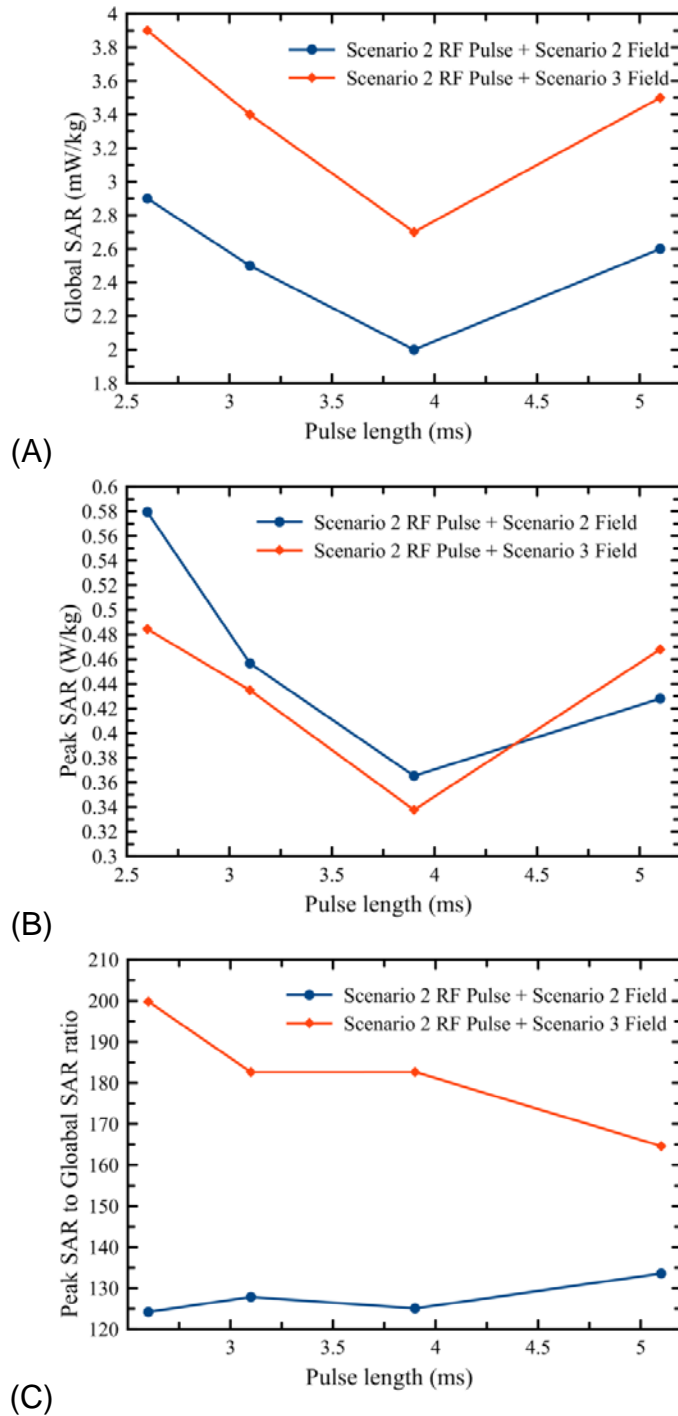 4
3.8
3.6
3.4
3.2
3
2.8
2.6
2.4
2.2
2
1.8
Global SAR (mW/kg)
Scenario 2 RF Pulse + Scenario 2 Field
Scenario 2 RF Pulse + Scenario 3 Field
2.5 3 3.5 4 4.5 5
Pulse length (ms)
(A)
0.6
0.58
0.56
0.54
0.52
0.5
0.48
0.46
0.44
0.42
0.4
0.38
0.36
0.34
0.32
0.3
Peak SAR (W/kg)
Scenario 2 RF Pulse + Scenario 2 Field
Scenario 2 RF Pulse + Scenario 3 Field
2.5 3 3.5 4 4.5 5
Pulse length (ms)
(B)
210
200
190
180
170
160
150
140
130
120
Peak SAR to Gloabal SAR ratio
Scenario 2 RF Pulse + Scenario 2 Field
Scenario 2 RF Pulse + Scenario 3 Field
3 3.5 4 4.5 5
Pulse length (ms)
(C)